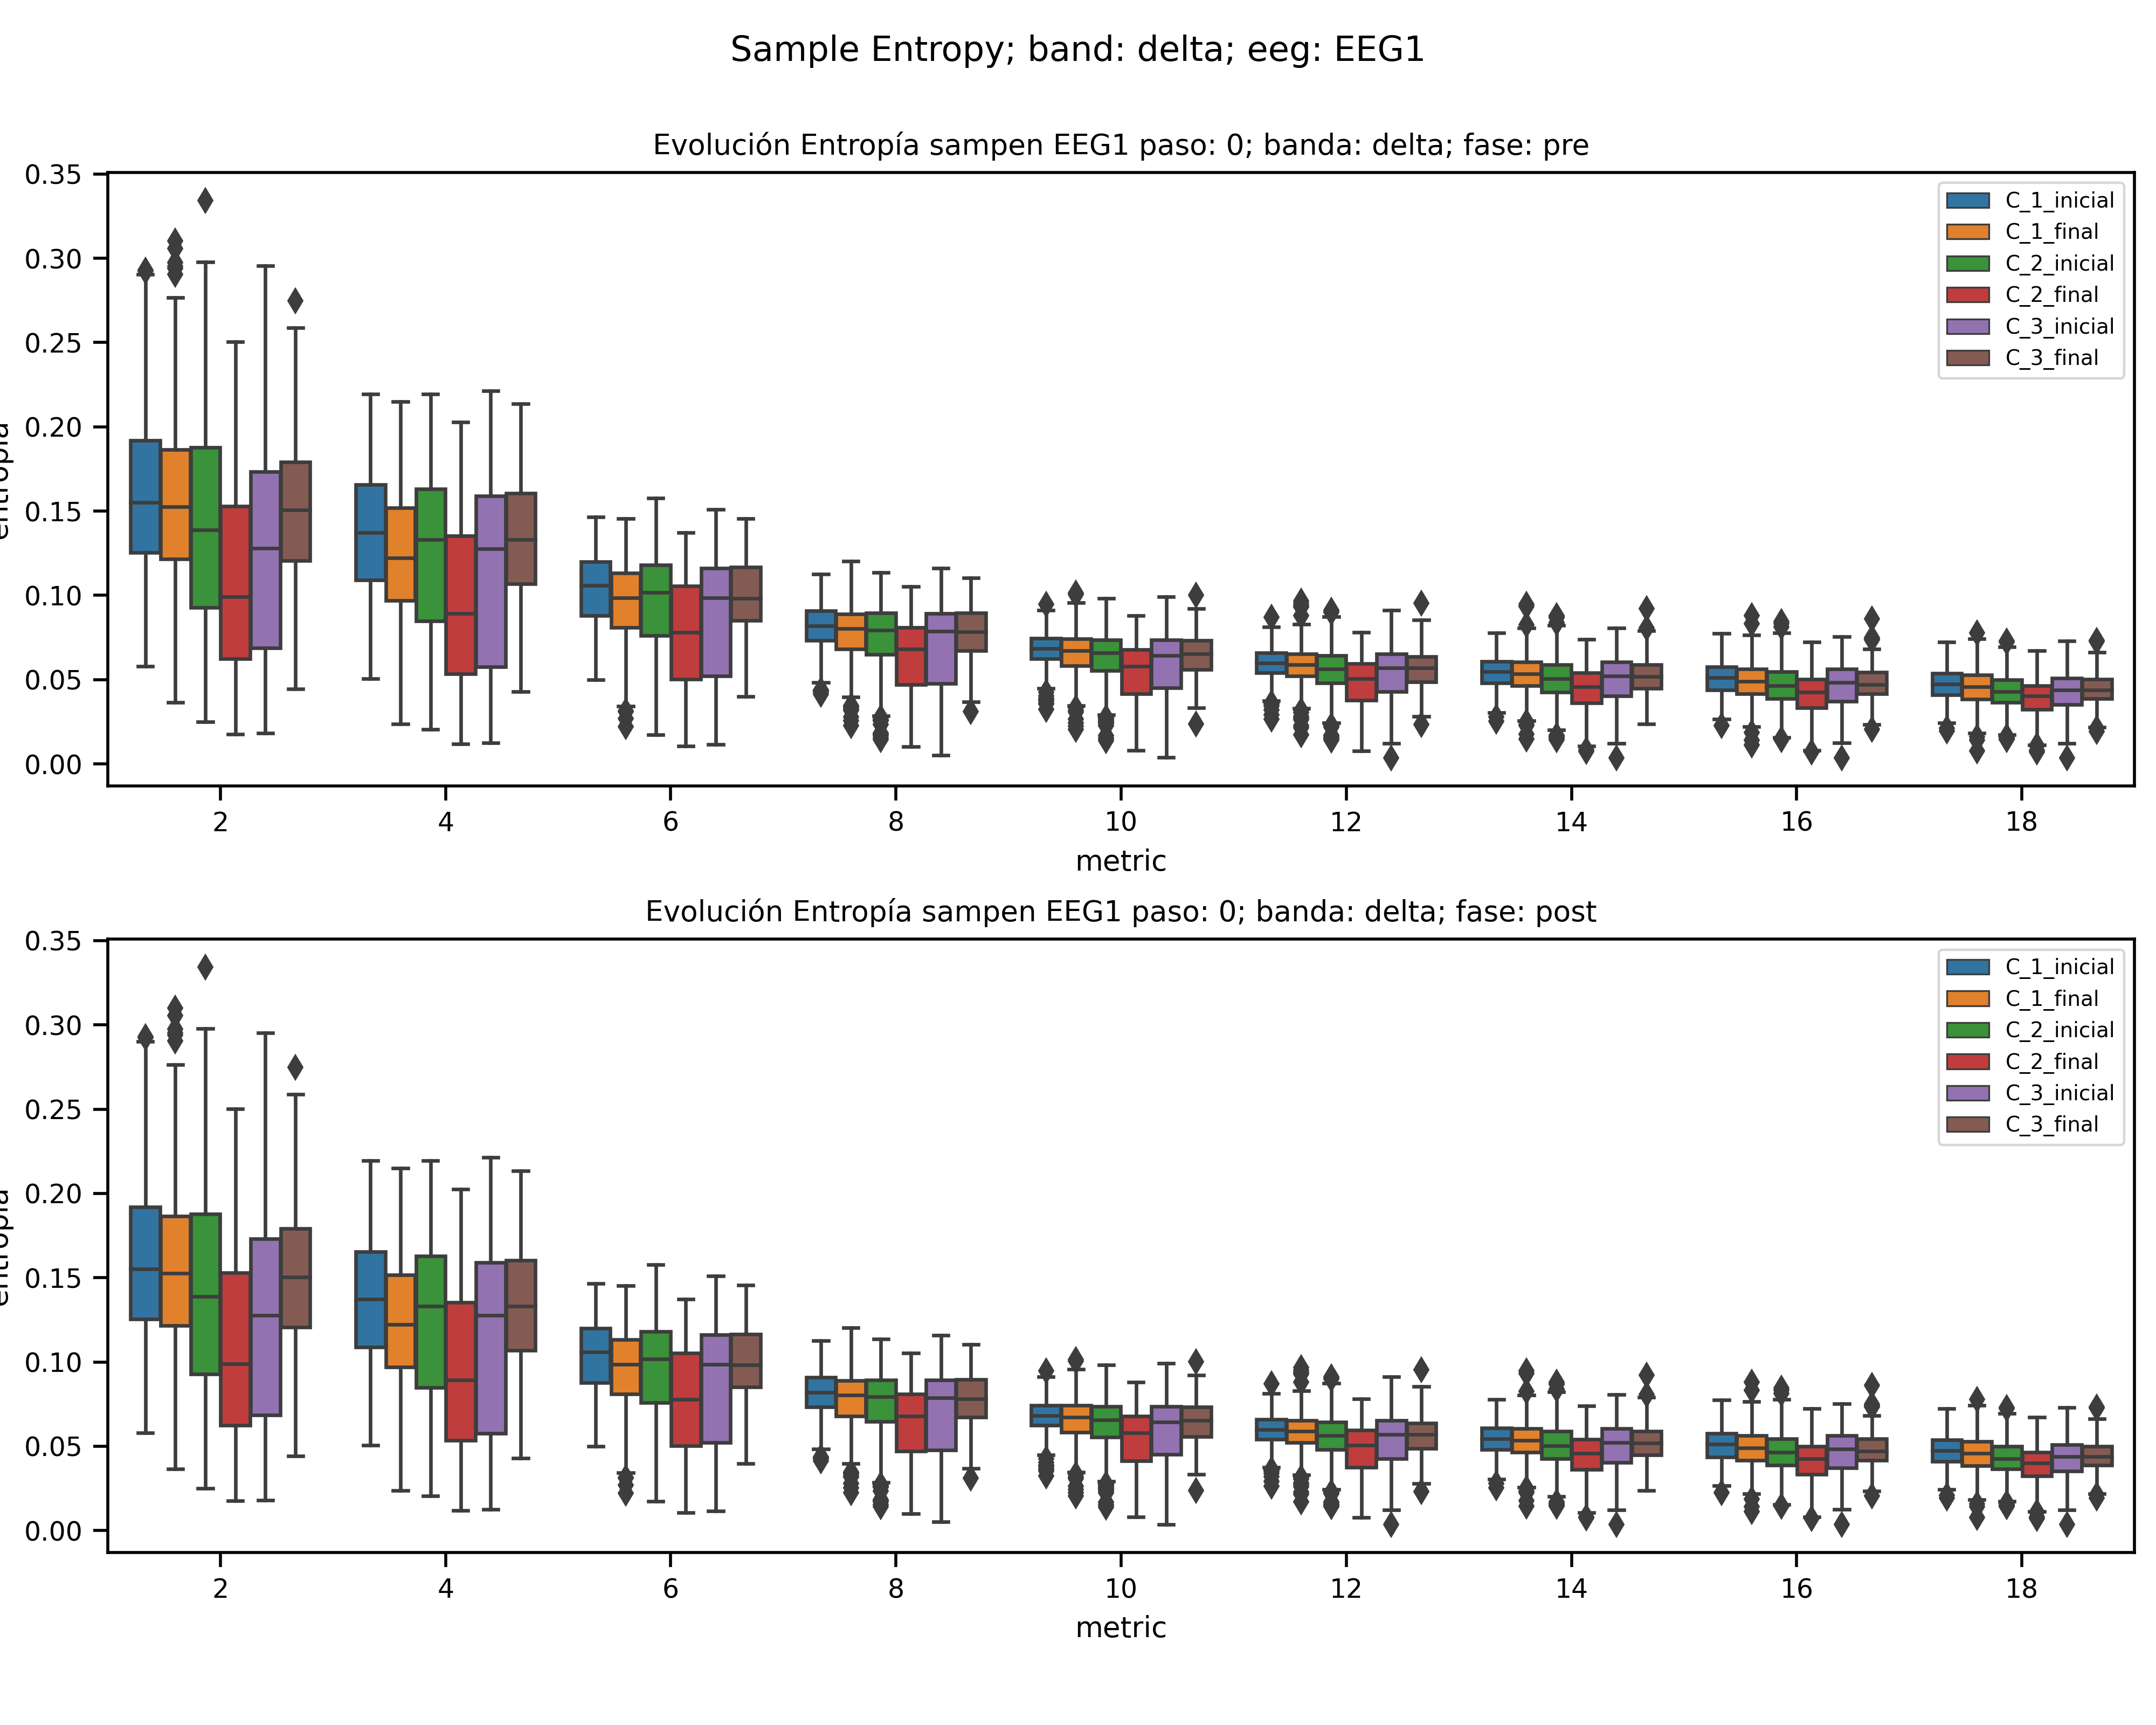 Sample Entropy; band: delta; eeg: EEG1
Evolución Entropía sampen EEG1 paso: 0; banda: delta; fase: pre
0.35
0.30
0.25
0.20
0.15
0.10
0.05
0.00
C_1_inicial
C_1_final
C_2_inicial
C_2_final
C_3_inicial
C_3_final
2 4 6 8 10 12 14 16 18
metric
Evolución Entropía sampen EEG1 paso: 0; banda: delta; fase: post
0.35
0.30
0.25
0.20
0.15
0.10
0.05
0.00
C_1_inicial
C_1_final
C_2_inicial
C_2_final
C_3_inicial
C_3_final
2 4 6 8 10 12 14 16 18
metric